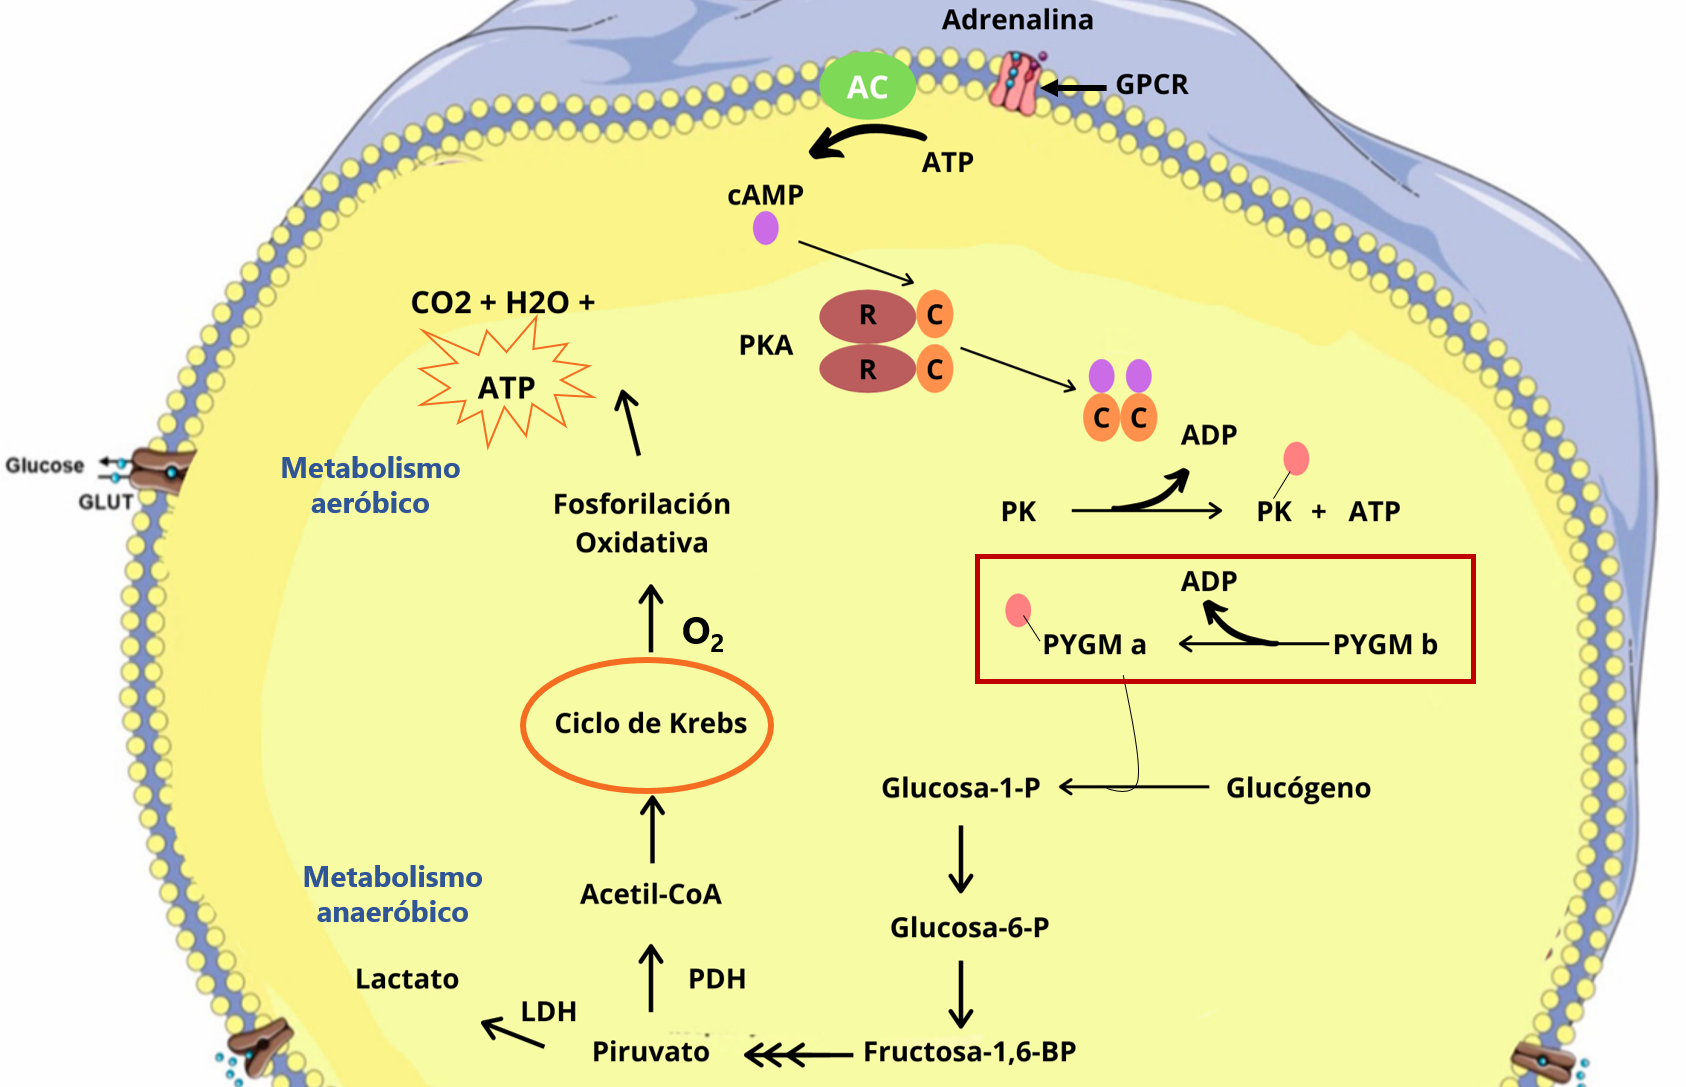 Adrenalina
AC
GPCR
ATP
cAMP
CO2 + H2O +
R
C
PKA
R
C
ATP
C
C
ADP
Glucose
GLUT
Metabolismo
aeróbico
Fosforilación
Oxidativa
PK
PK + ATP
ADP
O2
PYGM a
PYGM b
Ciclo de Krebs
Glucosa-1-P
Glucógeno
Metabolismo
anaeróbico
Acetil-CoA
Glucosa-6-P
Lactato
PDH
LDH
Piruvato
Fructosa-1,6-BP